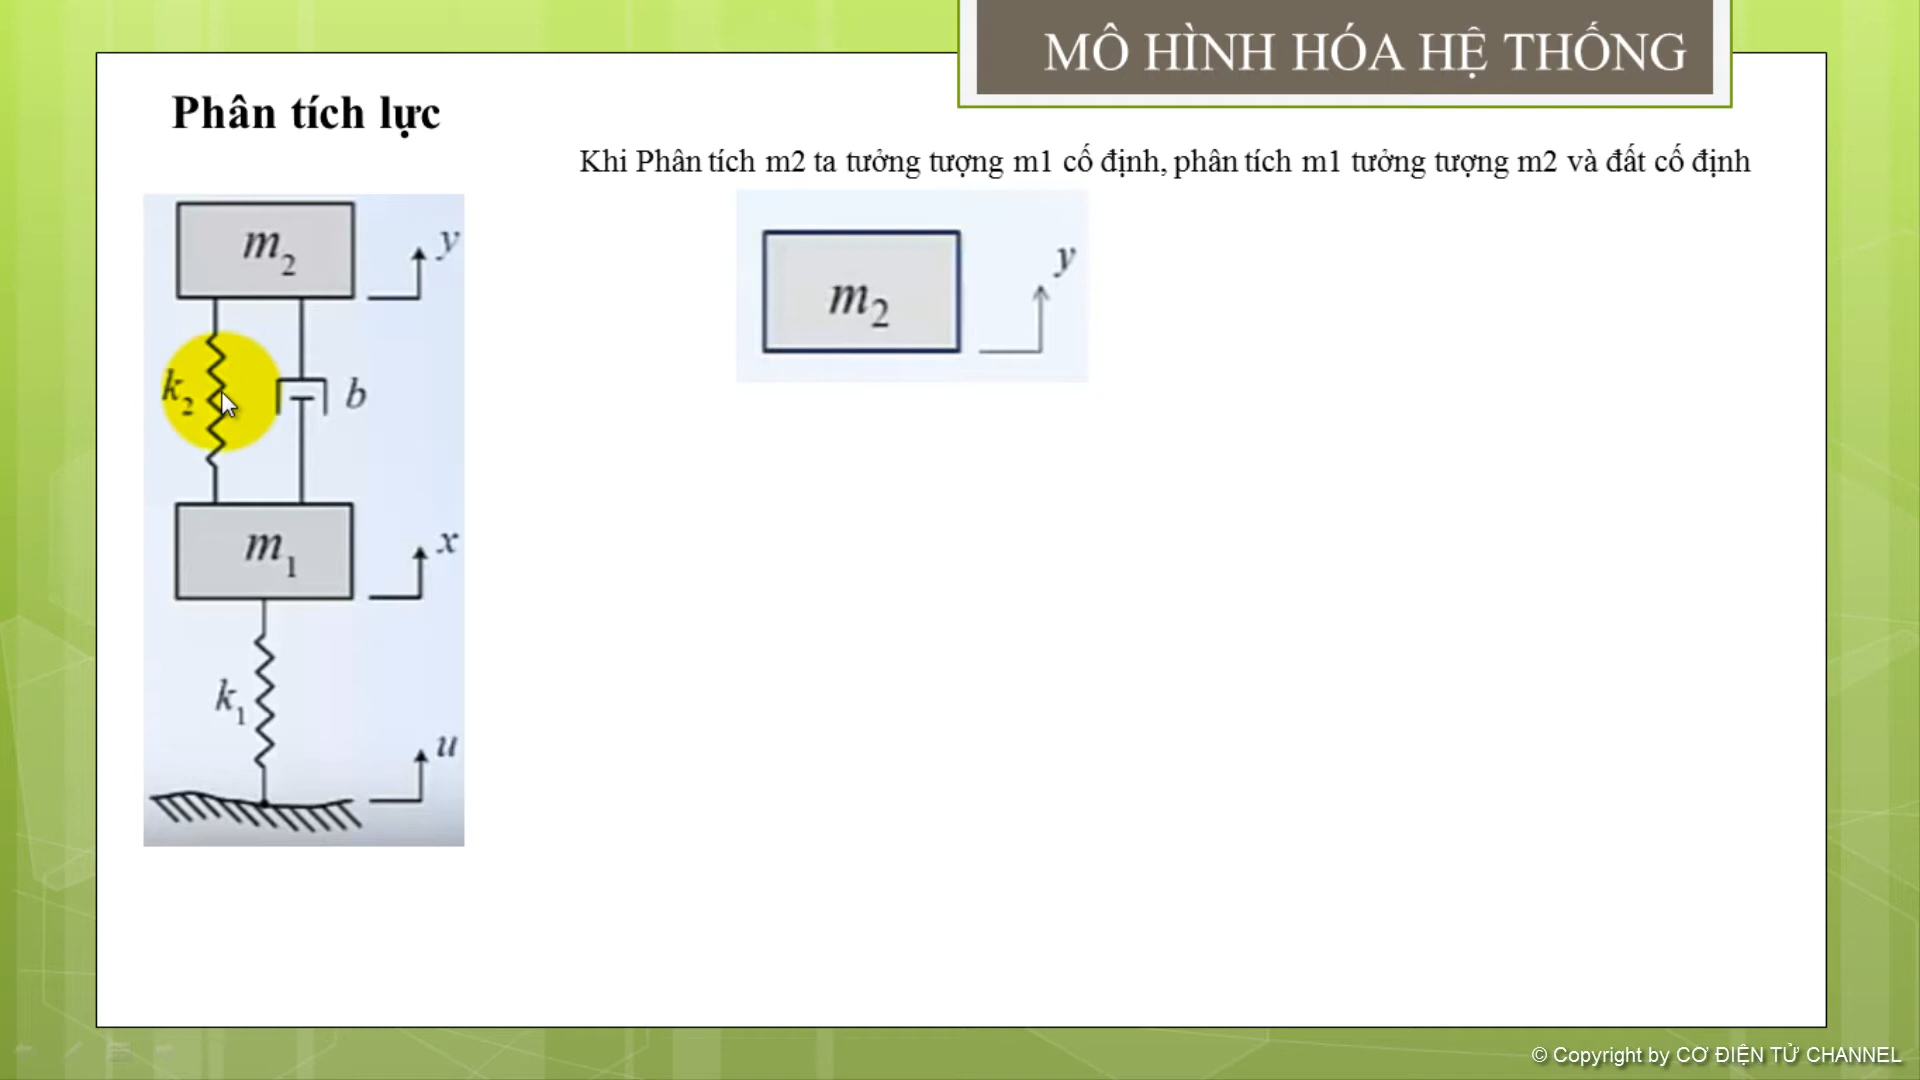 MÔ HÌNH HÓA HỆ THỐNG
Phân tích lực
Khi Phân tích m2 ta tưởng tượng m1 cố định, phân tích m1 tưởng tượng m2 và đất cố định
m2
y
k2
b
m1
x
k1
u
m2
y
© Copyright by CƠ ĐIỆN TỬ CHANNEL